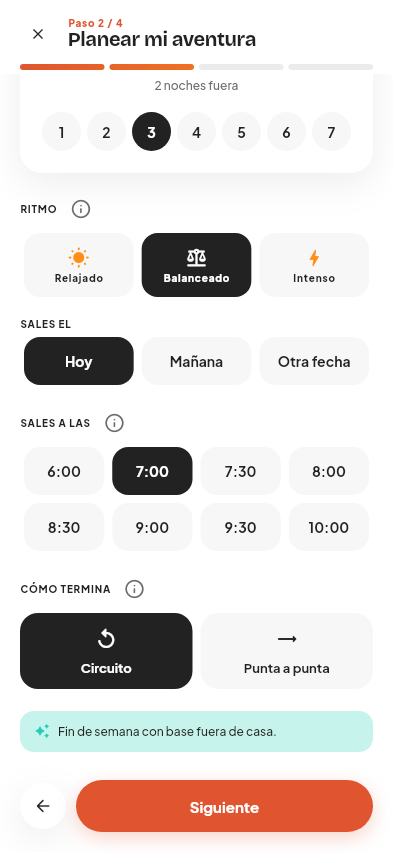 Paso 2 / 4
Planear mi aventura
2 noches fuera
1 2 3 4 5 6 7
RITMO
Relajado Balanceado Intenso
SALES EL
Hoy Mañana Otra fecha
SALES A LAS
6:00 7:00 7:30 8:00
8:30 9:00 9:30 10:00
CÓMO TERMINA
Circuito Punta a punta
Fin de semana con base fuera de casa.
Siguiente